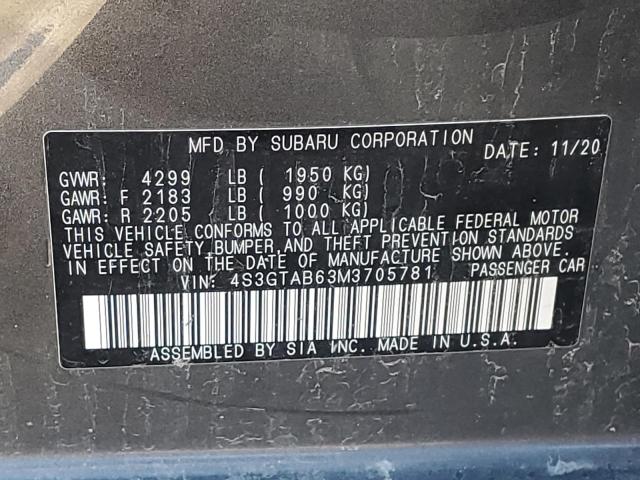 MFD BY SUBARU CORPORATION DATE: 11/20
GVWR: 4299 LB ( 1950 KG)
GAWR: F 2183 LB ( 990 KG)
GAWR: R 2205 LB ( 1000 KG)
THIS VEHICLE CONFORMS TO ALL APPLICABLE FEDERAL MOTOR
VEHICLE SAFETY, BUMPER, AND THEFT PREVENTION STANDARDS
IN EFFECT ON THE DATE OF MANUFACTURE SHOWN ABOVE.
VIN: 4S3GTAB63M3705781 PASSENGER CAR
ASSEMBLED BY SIA INC. MADE IN U.S.A.